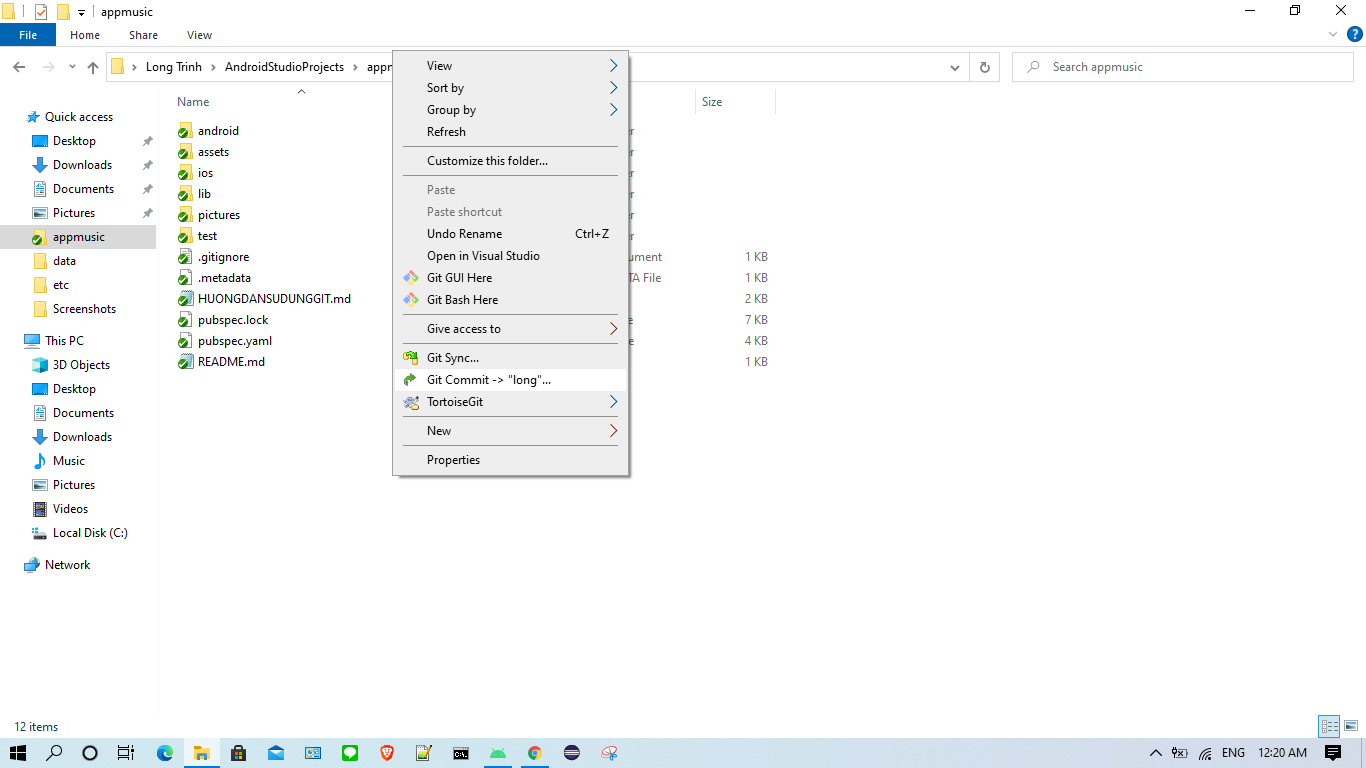 appmusic
File Home Share View
Long Trinh AndroidStudioProjects appm
Search appmusic
Name Size
Quick access
Desktop
Downloads
Documents
Pictures
appmusic
data
etc
Screenshots
This PC
3D Objects
Desktop
Documents
Downloads
Music
Pictures
Videos
Local Disk (C:)
Network
android
assets
ios
lib
pictures
test
.gitignore ument 1 KB
.metadata TA File 1 KB
HUONGDANSUDUNGGIT.md 2 KB
pubspec.lock 7 KB
pubspec.yaml 4 KB
README.md 1 KB
View
Sort by
Group by
Refresh
Customize this folder...
Paste
Paste shortcut
Undo Rename Ctrl+Z
Open in Visual Studio
Git GUI Here
Git Bash Here
Give access to
Git Sync...
Git Commit -> "long"...
TortoiseGit
New
Properties
12 items
ENG 12:20 AM